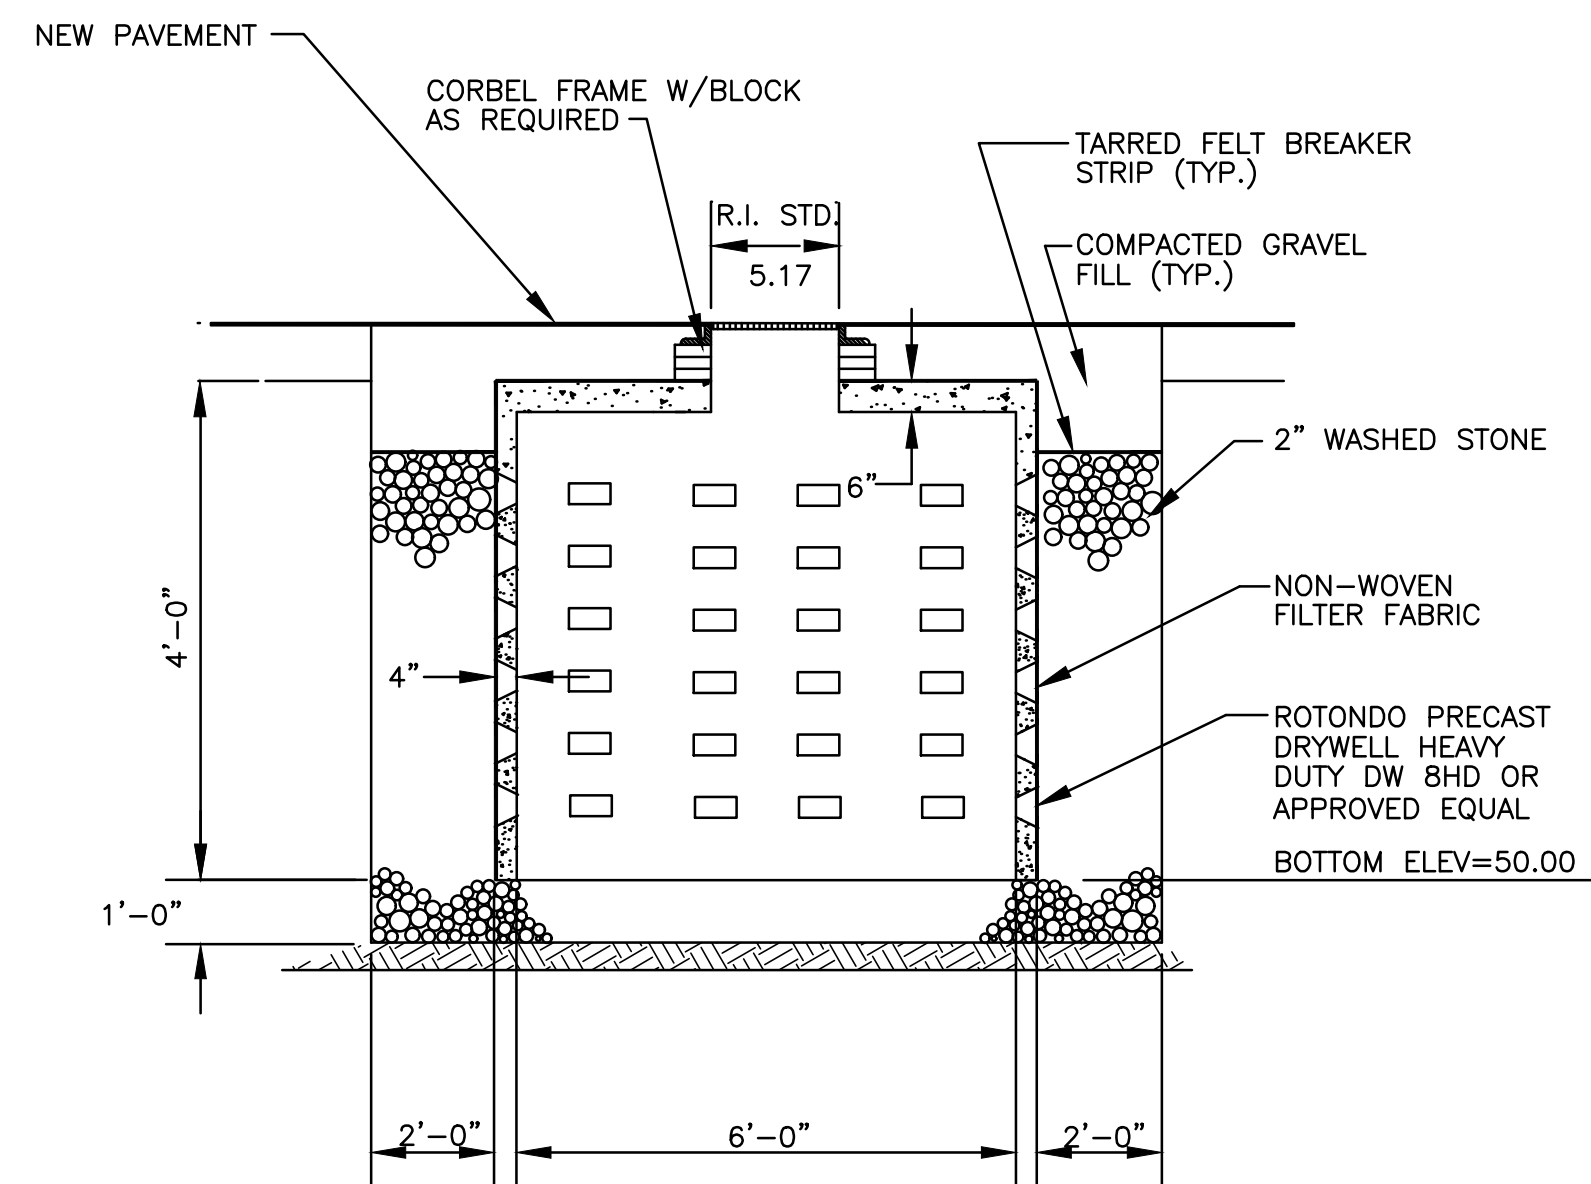 NEW PAVEMENT
CORBEL FRAME W/BLOCK
AS REQUIRED
TARRED FELT BREAKER
STRIP (TYP.)
R.I. STD.
5.17
COMPACTED GRAVEL
FILL (TYP.)
2” WASHED STONE
6”
4'-0”
NON-WOVEN
FILTER FABRIC
4”
ROTONDO PRECAST
DRYWELL HEAVY
DUTY DW 8HD OR
APPROVED EQUAL
BOTTOM ELEV=50.00
1'-0”
2'-0”
6'-0”
2'-0”